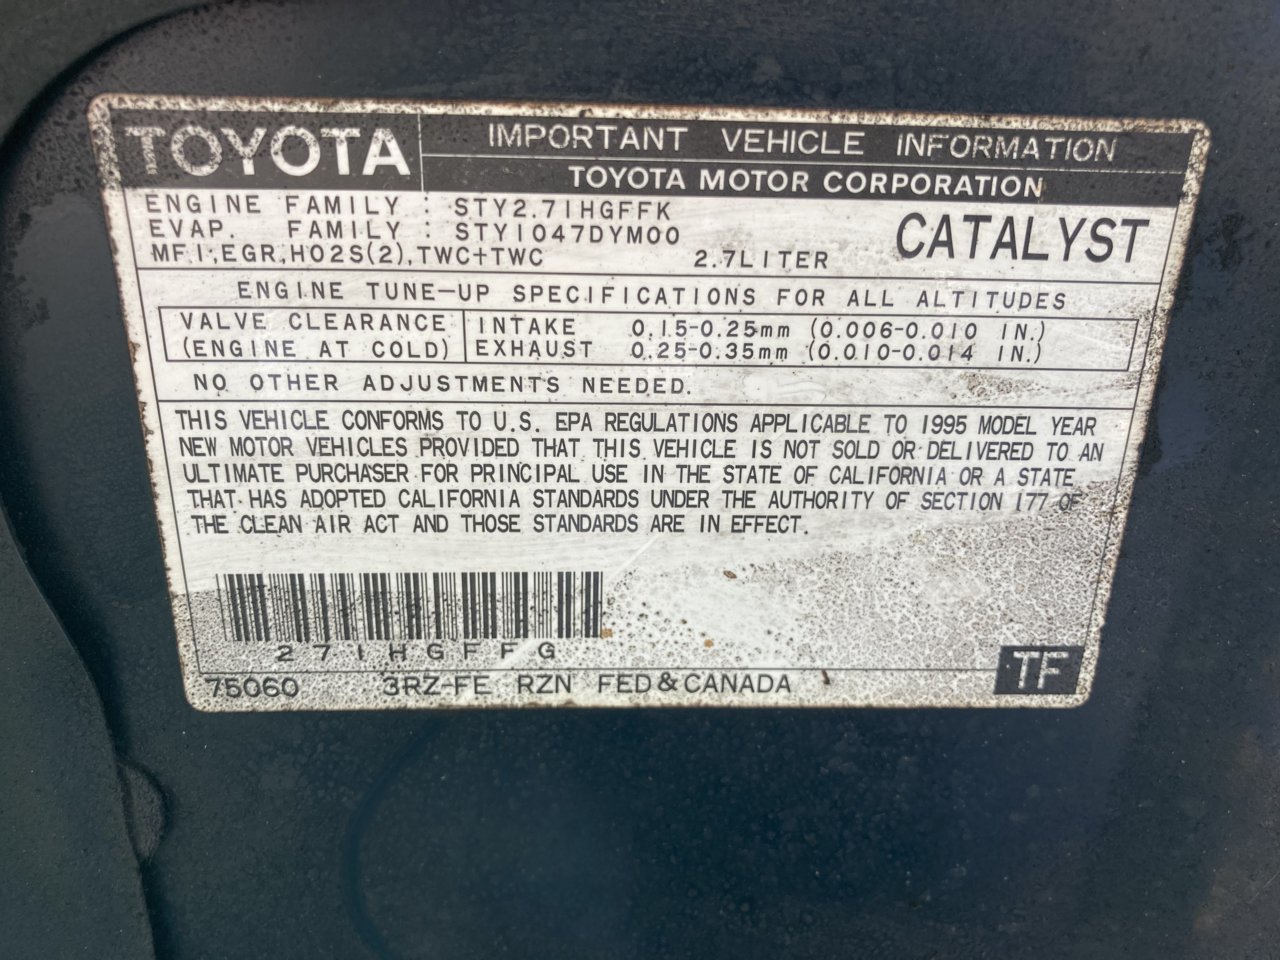 TOYOTA
IMPORTANT VEHICLE INFORMATION
TOYOTA MOTOR CORPORATION
ENGINE FAMILY : STY2.71HGFFK
EVAP. FAMILY : STY1047DYM00
CATALYST
MFI,EGR,HO2S(2),TWC+TWC 2.7LITER
ENGINE TUNE-UP SPECIFICATIONS FOR ALL ALTITUDES
VALVE CLEARANCE INTAKE 0.15-0.25mm (0.006-0.010 IN.)
(ENGINE AT COLD) EXHAUST 0.25-0.35mm (0.010-0.014 IN.)
NO OTHER ADJUSTMENTS NEEDED.
THIS VEHICLE CONFORMS TO U.S. EPA REGULATIONS APPLICABLE TO 1995 MODEL YEAR
NEW MOTOR VEHICLES PROVIDED THAT THIS VEHICLE IS NOT SOLD OR DELIVERED TO AN
ULTIMATE PURCHASER FOR PRINCIPAL USE IN THE STATE OF CALIFORNIA OR A STATE
THAT HAS ADOPTED CALIFORNIA STANDARDS UNDER THE AUTHORITY OF SECTION 177 OF
THE CLEAN AIR ACT AND THOSE STANDARDS ARE IN EFFECT.
271HGFFG
75060 3RZ-FE RZN FED & CANADA TF